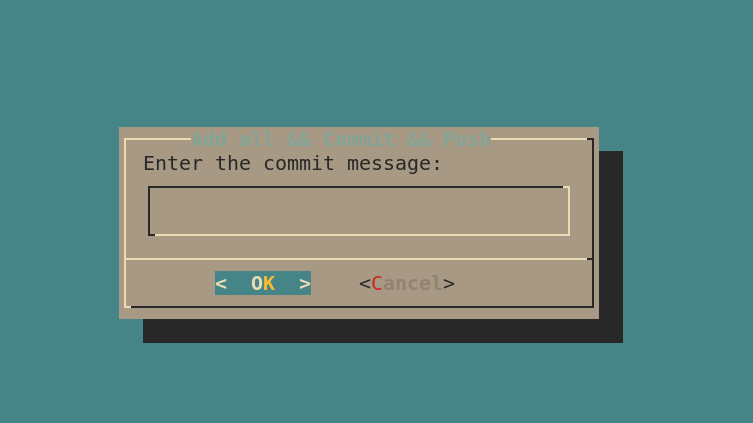 Add all && Commit && Push
Enter the commit message:
< OK > <Cancel>